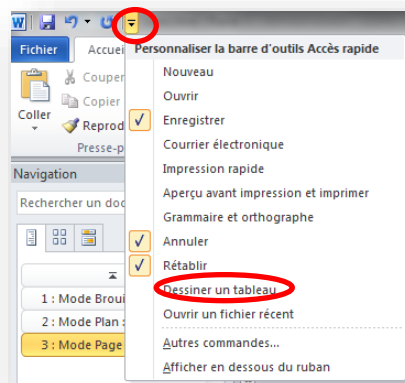 W
Fichier Accuei
Personnaliser la barre d'outils Accès rapide
Couper
Copier
Coller
Reprod
Presse-p
Nouveau
Ouvrir
Enregistrer
Courrier électronique
Impression rapide
Aperçu avant impression et imprimer
Grammaire et orthographe
Annuler
Rétablir
Dessiner un tableau
Ouvrir un fichier récent
Autres commandes...
Afficher en dessous du ruban
Navigation
Rechercher un doc
1 : Mode Broui
2 : Mode Plan :
3 : Mode Page